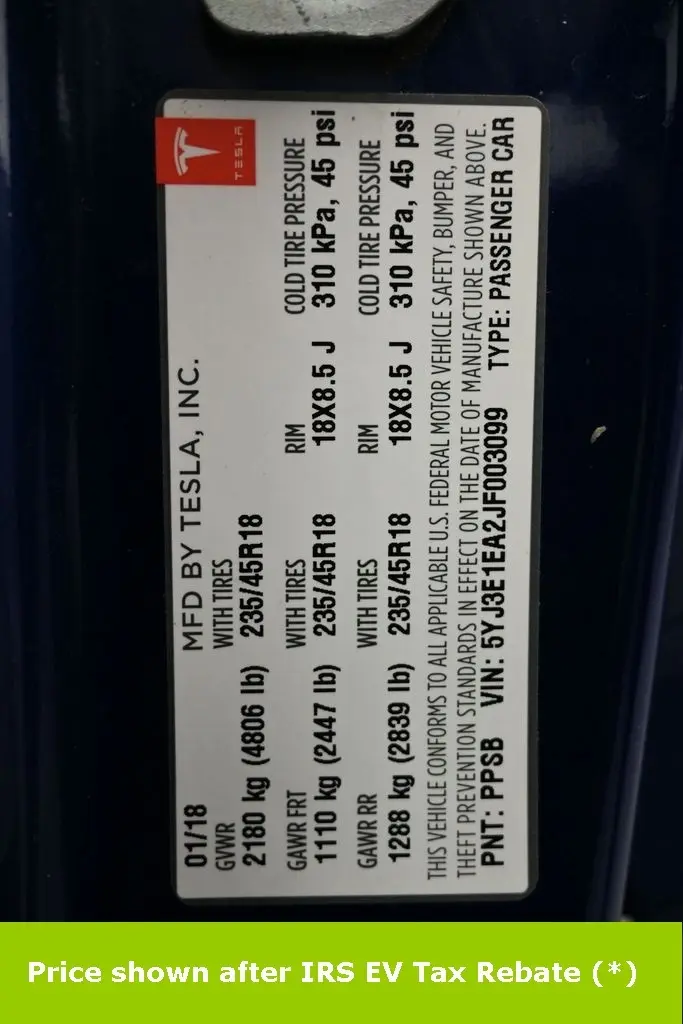 TESLA
01/18 MFD BY TESLA, INC.
GVWR WITH TIRES
2180 kg (4806 lb) 235/45R18
GAWR FRT WITH TIRES RIM COLD TIRE PRESSURE
1110 kg (2447 lb) 235/45R18 18X8.5 J 310 kPa, 45 psi
GAWR RR WITH TIRES RIM COLD TIRE PRESSURE
1288 kg (2839 lb) 235/45R18 18X8.5 J 310 kPa, 45 psi
THIS VEHICLE CONFORMS TO ALL APPLICABLE U.S. FEDERAL MOTOR VEHICLE SAFETY, BUMPER, AND
THEFT PREVENTION STANDARDS IN EFFECT ON THE DATE OF MANUFACTURE SHOWN ABOVE.
PNT: PPSB VIN: 5YJ3E1EA2JF003099 TYPE: PASSENGER CAR
Price shown after IRS EV Tax Rebate (*)